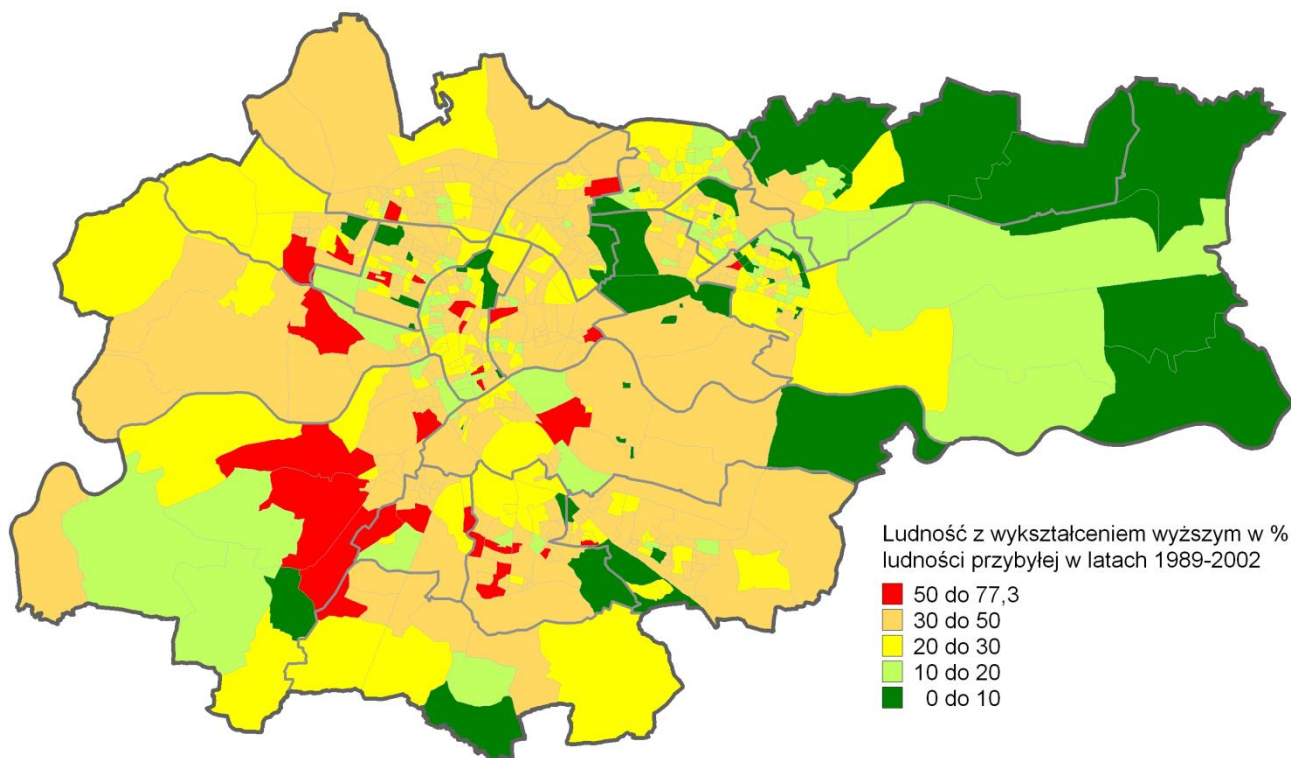 Ludność z wykształceniem wyższym w %
ludności przybyłej w latach 1989-2002
50 do 77,3
30 do 50
20 do 30
10 do 20
0 do 10